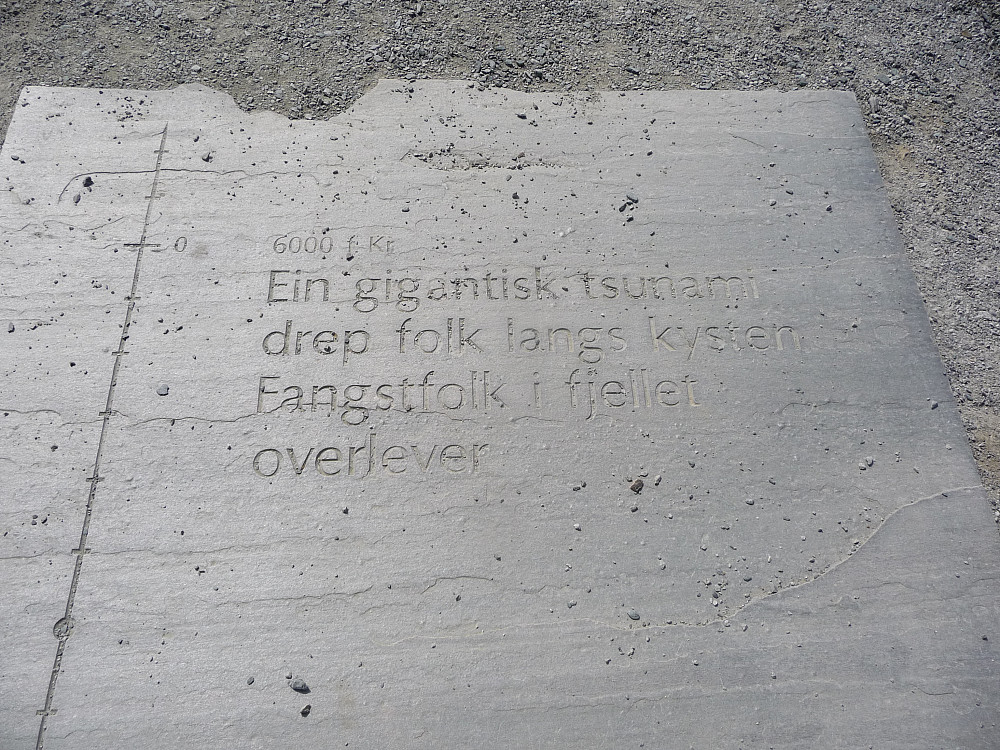 0
6000 f. Kr.
Ein gigantisk tsunami
drep folk langs kysten
Fangstfolk i fjellet
overlever